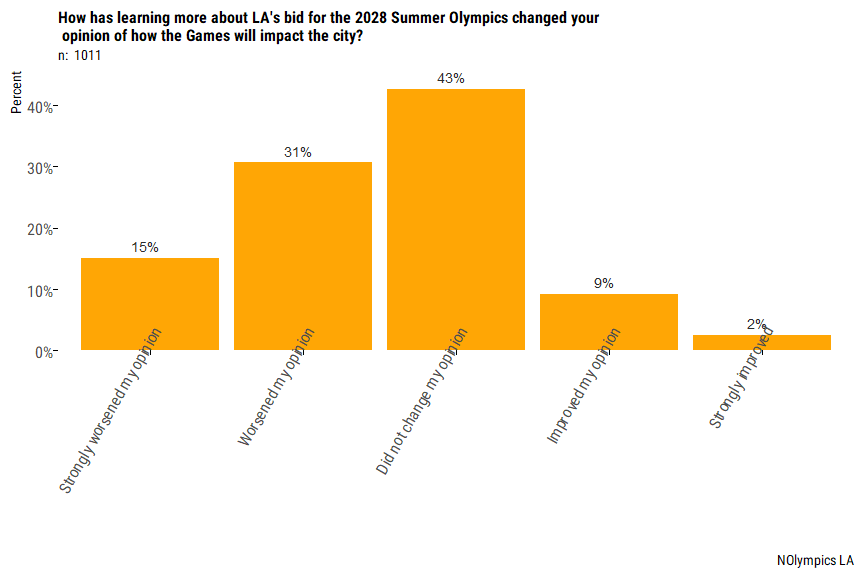 How has learning more about LA's bid for the 2028 Summer Olympics changed your
opinion of how the Games will impact the city?
n: 1011
Percent
40%
30%
20%
10%
0%
15%
31%
43%
9%
2%
Strongly worsened my opinion
Worsened my opinion
Did not change my opinion
Improved my opinion
Strongly improved
NOlympics LA